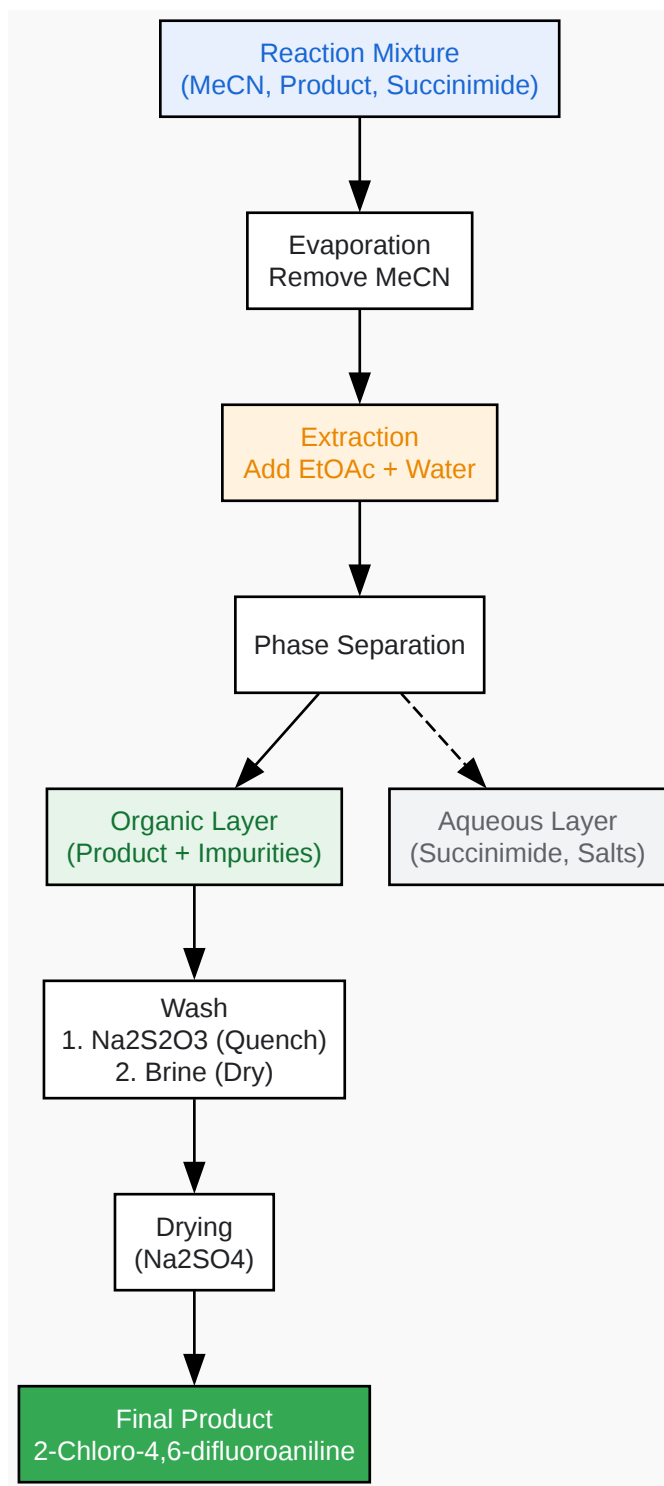 Reaction Mixture
(MeCN, Product, Succinimide)
Evaporation
Remove MeCN
Extraction
Add EtOAc + Water
Phase Separation
Organic Layer
(Product + Impurities)
Aqueous Layer
(Succinimide, Salts)
Wash
1. Na2S2O3 (Quench)
2. Brine (Dry)
Drying
(Na2SO4)
Final Product
2-Chloro-4,6-difluoroaniline